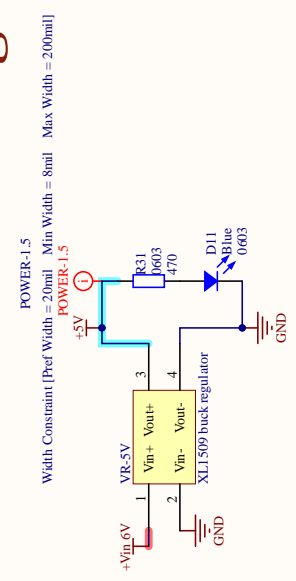 POWER-1.5
Width Constraint [Pref Width = 20mil   Min Width = 8mil   Max Width = 200mil]
POWER-1.5
i
+5V
R31
0603
470
D11
Blue
0603
GND
VR-5V
3
4
Vin+ Vout+
Vin- Vout-
1
2
XL1509 buck regulator
+Vin 6V
GND